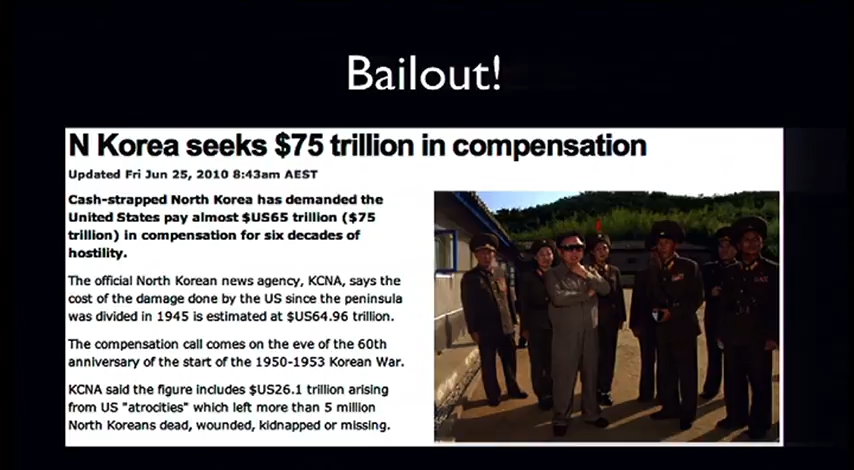 Bailout!
N Korea seeks $75 trillion in compensation
Updated Fri Jun 25, 2010 8:43am AEST
Cash-strapped North Korea has demanded the
United States pay almost $US65 trillion ($75
trillion) in compensation for six decades of
hostility.
The official North Korean news agency, KCNA, says the
cost of the damage done by the US since the peninsula
was divided in 1945 is estimated at $US64.96 trillion.
The compensation call comes on the eve of the 60th
anniversary of the start of the 1950-1953 Korean War.
KCNA said the figure includes $US26.1 trillion arising
from US "atrocities" which left more than 5 million
North Koreans dead, wounded, kidnapped or missing.